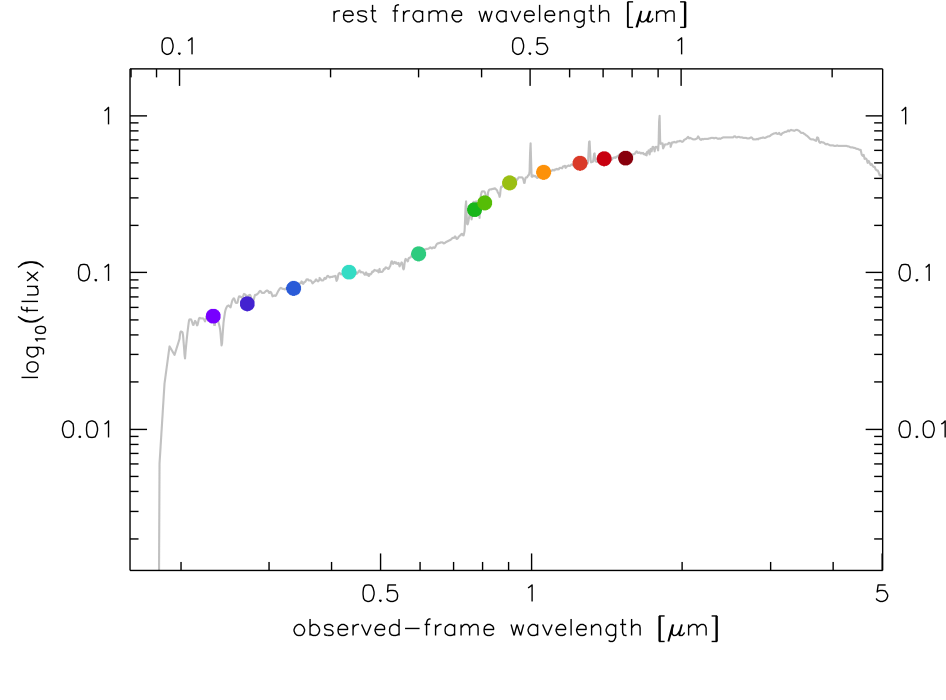 rest frame wavelength [μm]
0.1 0.5 1
1 1
0.1 0.1
0.01 0.01
log10(flux)
0.5 1 5
observed-frame wavelength [μm]